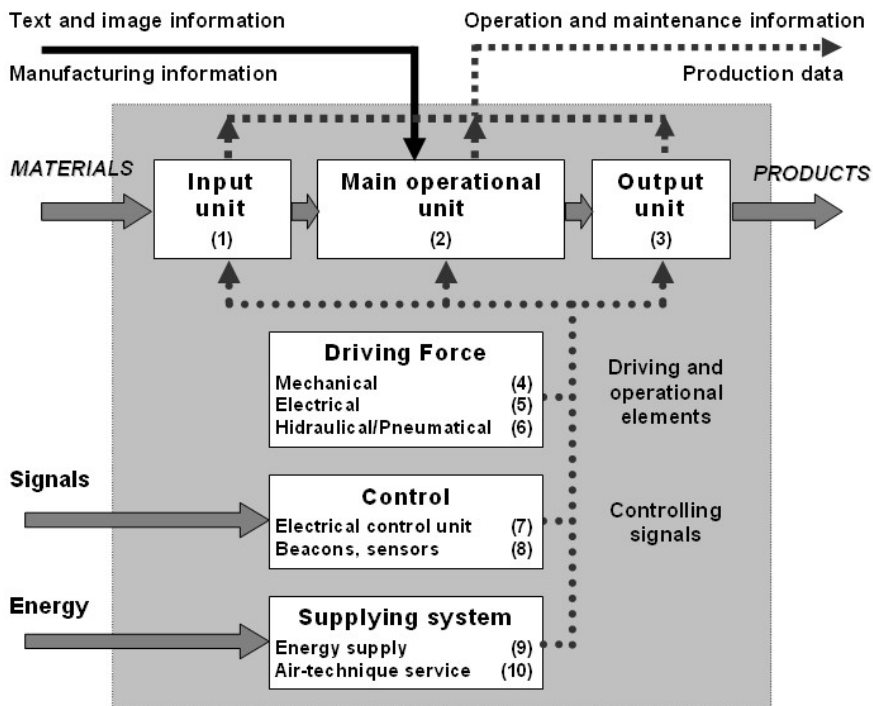 Text and image information
Operation and maintenance information
Manufacturing information
Production data
MATERIALS
Input
unit
(1)
Main operational
unit
(2)
Output
unit
(3)
PRODUCTS
Driving Force
Mechanical (4)
Electrical (5)
Hidraulical/Pneumatical (6)
Driving and
operational
elements
Signals
Control
Electrical control unit (7)
Beacons, sensors (8)
Controlling
signals
Energy
Supplying system
Energy supply (9)
Air-technique service (10)